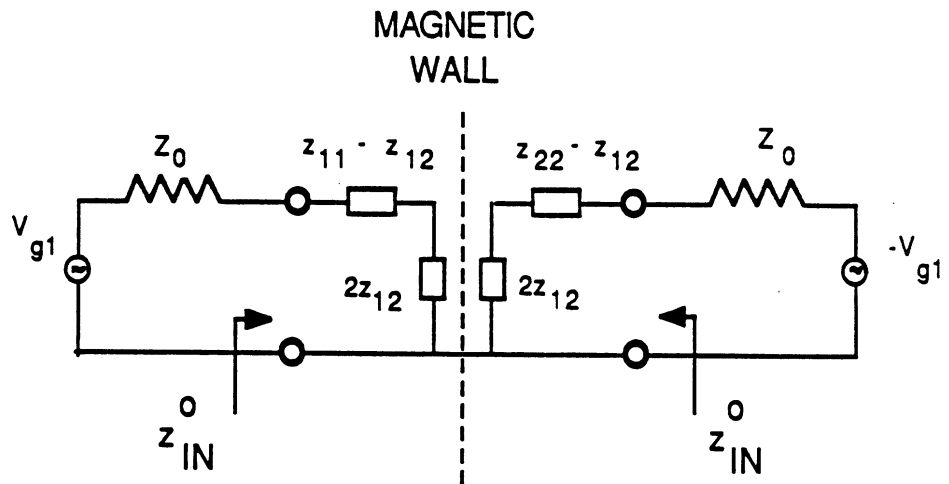 MAGNETIC
WALL
Z0
z11 - z12
z22 - z12
Z0
Vg1
2z12
2z12
-Vg1
z0IN
z0IN